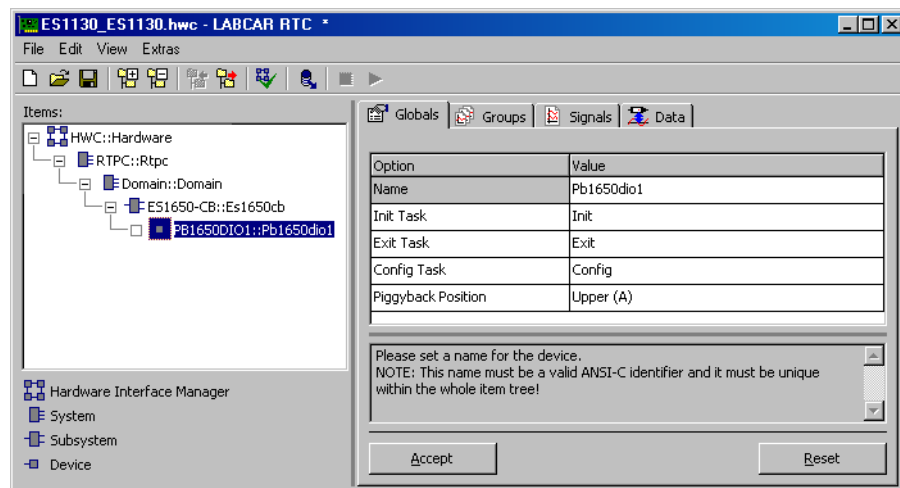 ES1130_ES1130.hwc - LABCAR RTC *
File Edit View Extras
Items:
HWC::Hardware
RTPC::Rtpc
Domain::Domain
ES1650-CB::Es1650cb
PB1650DIO1::Pb1650dio1
Hardware Interface Manager
System
Subsystem
Device
Globals Groups Signals Data
Option Value
Name Pb1650dio1
Init Task Init
Exit Task Exit
Config Task Config
Piggyback Position Upper (A)
Please set a name for the device.
NOTE: This name must be a valid ANSI-C identifier and it must be unique
within the whole item tree!
Accept Reset